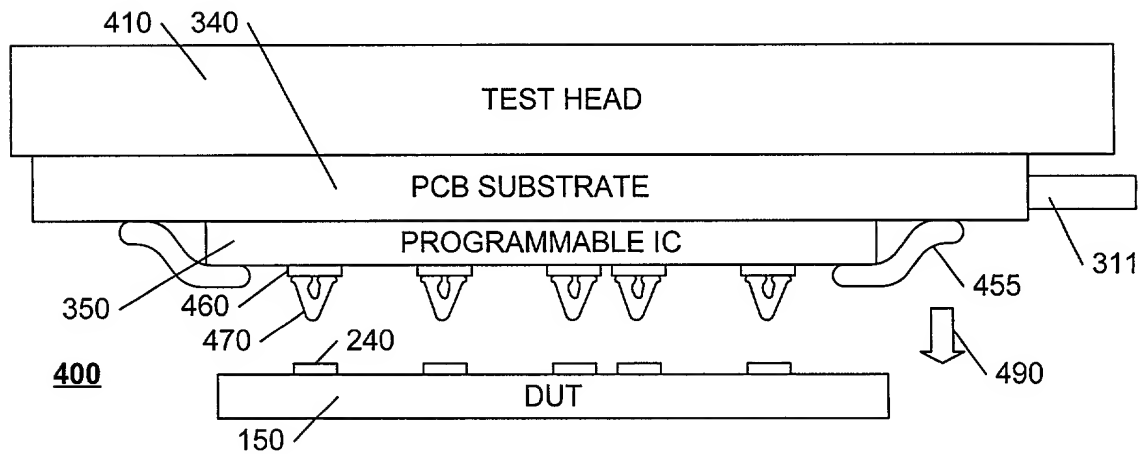 410
340
TEST HEAD
PCB SUBSTRATE
PROGRAMMABLE IC
311
350
460
455
470
240
490
400
DUT
150